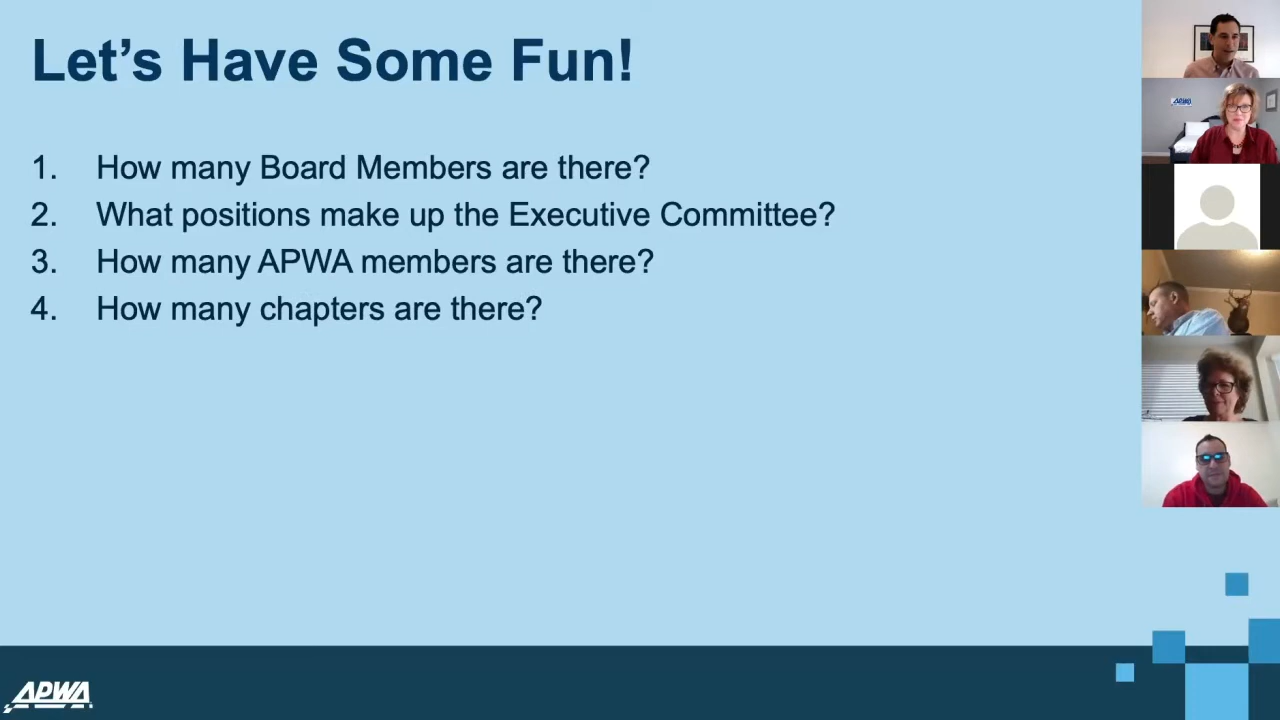 Let's Have Some Fun!
1. How many Board Members are there?
2. What positions make up the Executive Committee?
3. How many APWA members are there?
4. How many chapters are there?
APWA
APWA